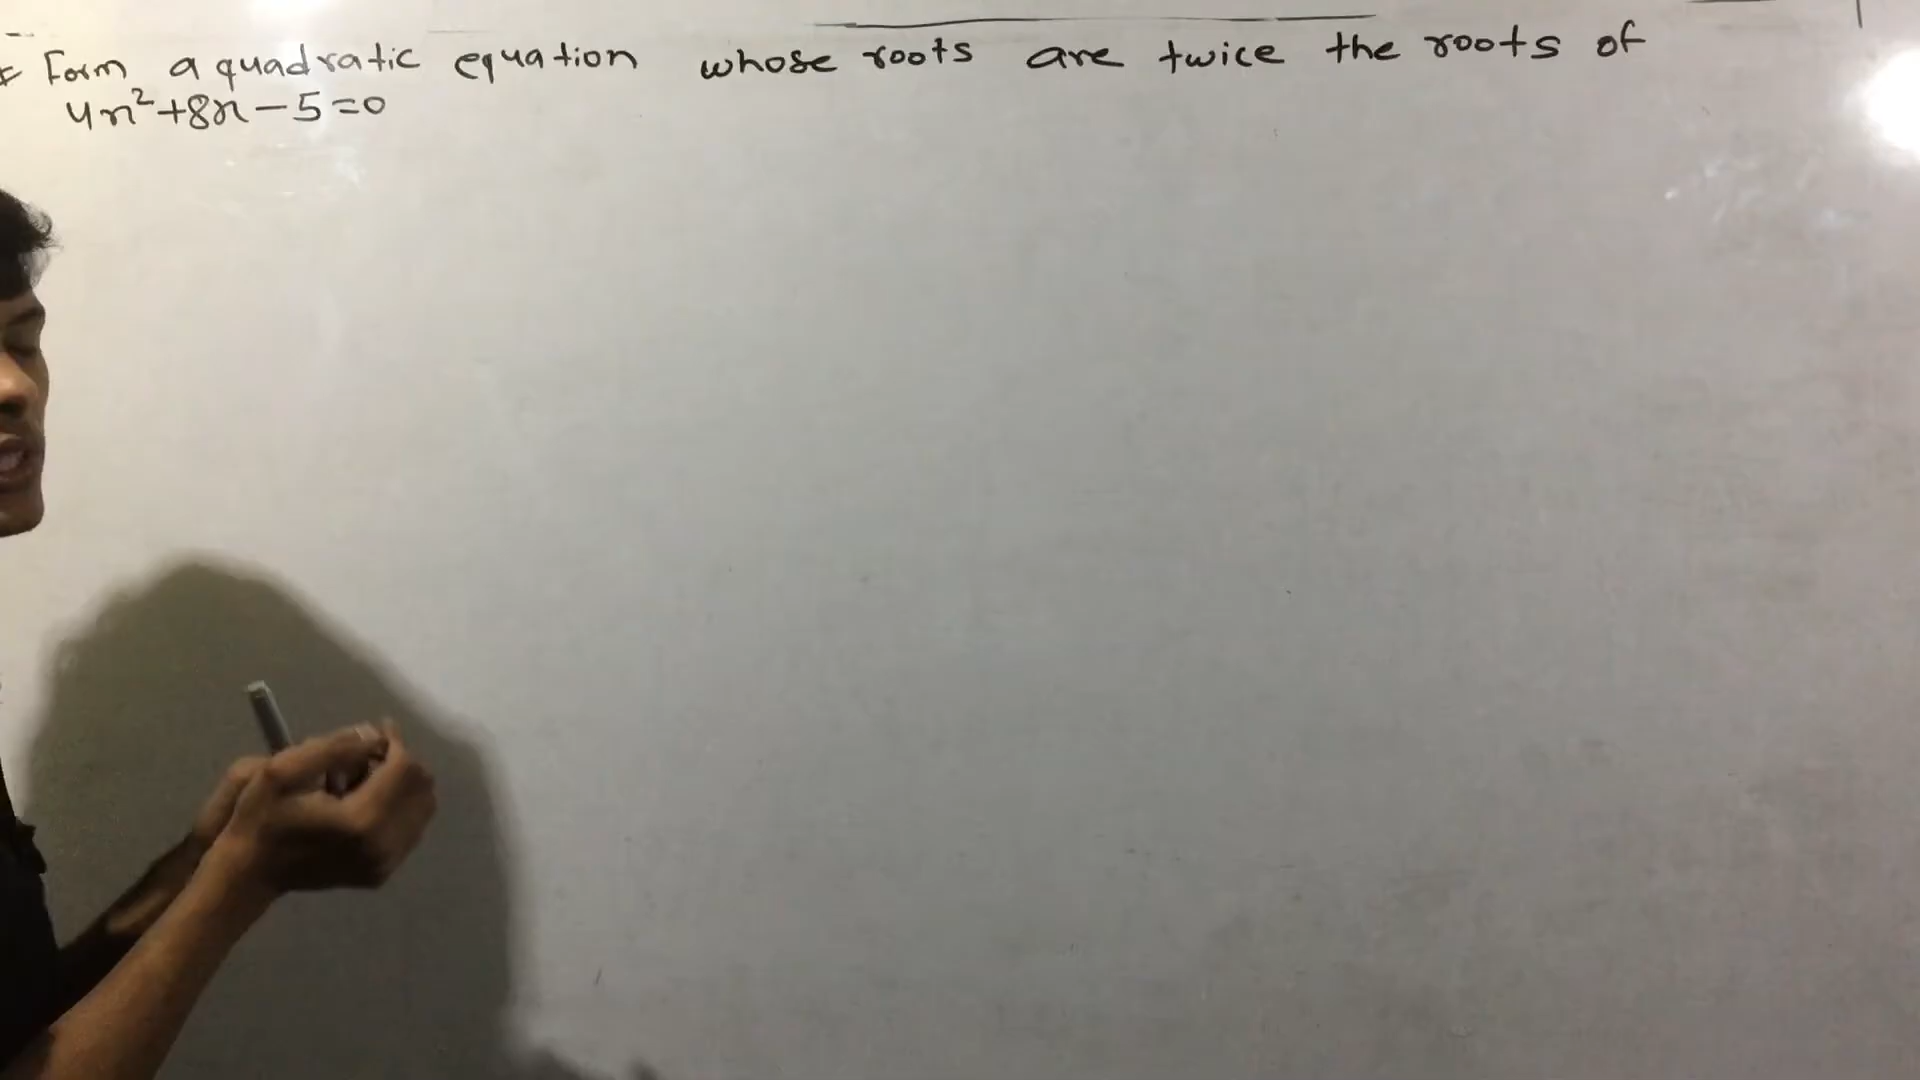 Form a quadratic equation whose roots are twice the roots of
4x²+8x-5=0